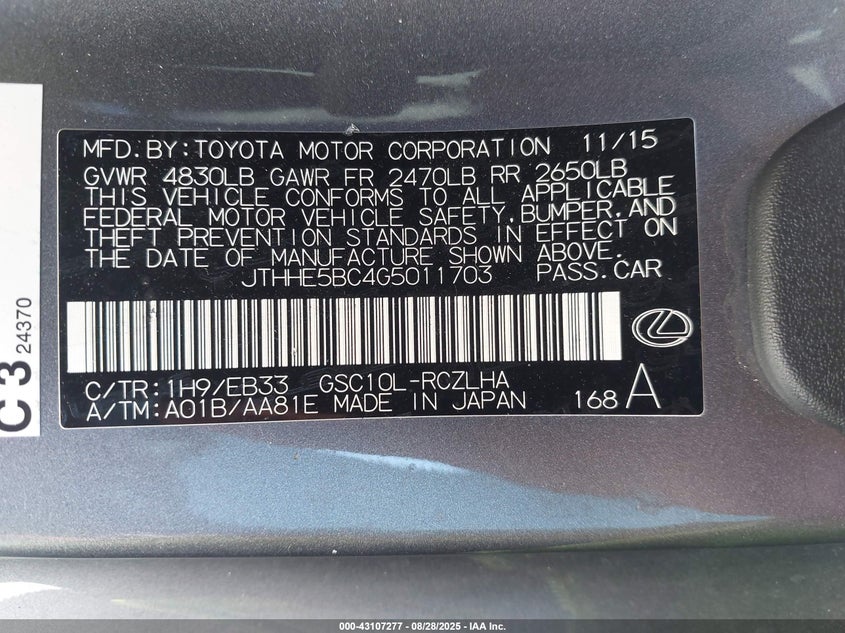 MFD.BY:TOYOTA MOTOR CORPORATION 11/15
GVWR 4830LB GAWR FR 2470LB RR 2650LB
THIS VEHICLE CONFORMS TO ALL APPLICABLE
FEDERAL MOTOR VEHICLE SAFETY,BUMPER,AND
THEFT PREVENTION STANDARDS IN EFFECT ON
THE DATE OF MANUFACTURE SHOWN ABOVE.
JTHHE5BC4G5011703 PASS.CAR
C/TR:1H9/EB33 GSC10L-RCZLHA
A/TM:A01B/AA81E MADE IN JAPAN 168 A
C 3 24370
000-43107277 - 08/28/2025 - IAA Inc.